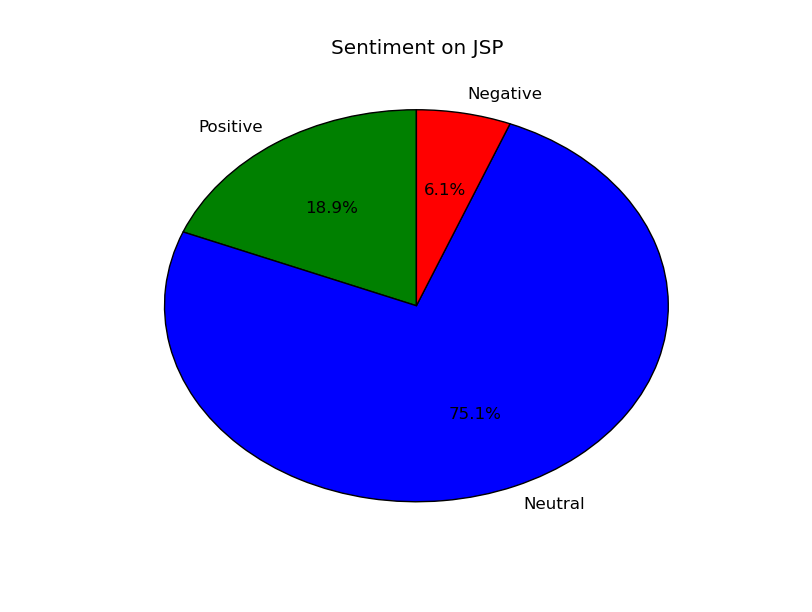 Sentiment on JSP
Negative
Positive
6.1%
18.9%
75.1%
Neutral